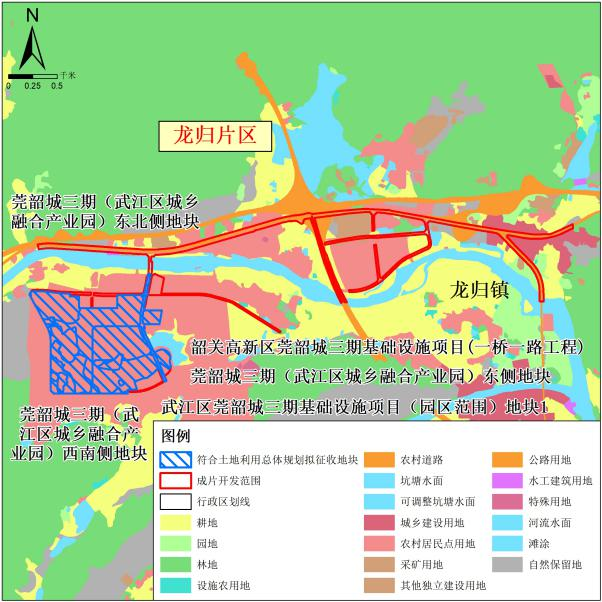 N
千米
0 0.25 0.5
龙归片区
莞韶城三期（武江区城乡
融合产业园）东北侧地块
龙归镇
韶关高新区莞韶城三期基础设施项目(一桥一路工程)
莞韶城三期（武江区城乡融合产业园）东侧地块
武江区莞韶城三期基础设施项目（园区范围）地块1
莞韶城三期（武
江区城乡融合产
业园）西南侧地块
图例
符合土地利用总体规划拟征收地块
成片开发范围
行政区划线
耕地
园地
林地
设施农用地
农村道路
坑塘水面
可调整坑塘水面
城乡建设用地
农村居民点用地
采矿用地
其他独立建设用地
公路用地
水工建筑用地
特殊用地
河流水面
滩涂
自然保留地